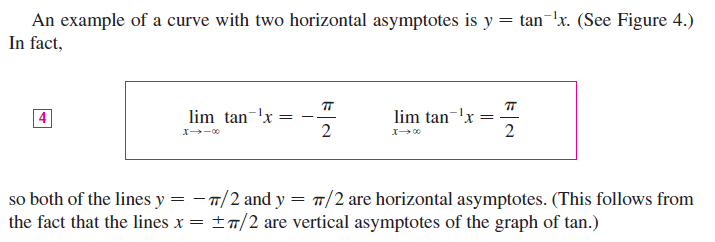 An example of a curve with two horizontal asymptotes is y = tan⁻¹x. (See Figure 4.)
In fact,
4 lim_{x→−∞} tan⁻¹x = −π/2 lim_{x→∞} tan⁻¹x = π/2
so both of the lines y = −π/2 and y = π/2 are horizontal asymptotes. (This follows from
the fact that the lines x = ±π/2 are vertical asymptotes of the graph of tan.)